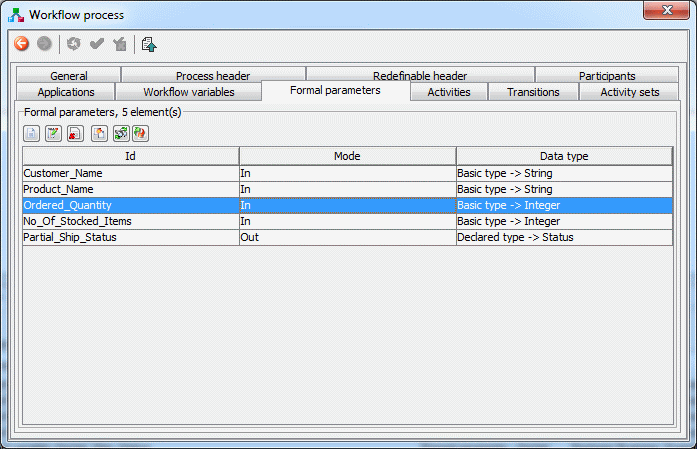 Workflow process
General Process header Redefinable header Participants
Applications Workflow variables Formal parameters Activities Transitions Activity sets
Formal parameters, 5 element(s)
Id Mode Data type
Customer_Name In Basic type -> String
Product_Name In Basic type -> String
Ordered_Quantity In Basic type -> Integer
No_Of_Stocked_Items In Basic type -> Integer
Partial_Ship_Status Out Declared type -> Status